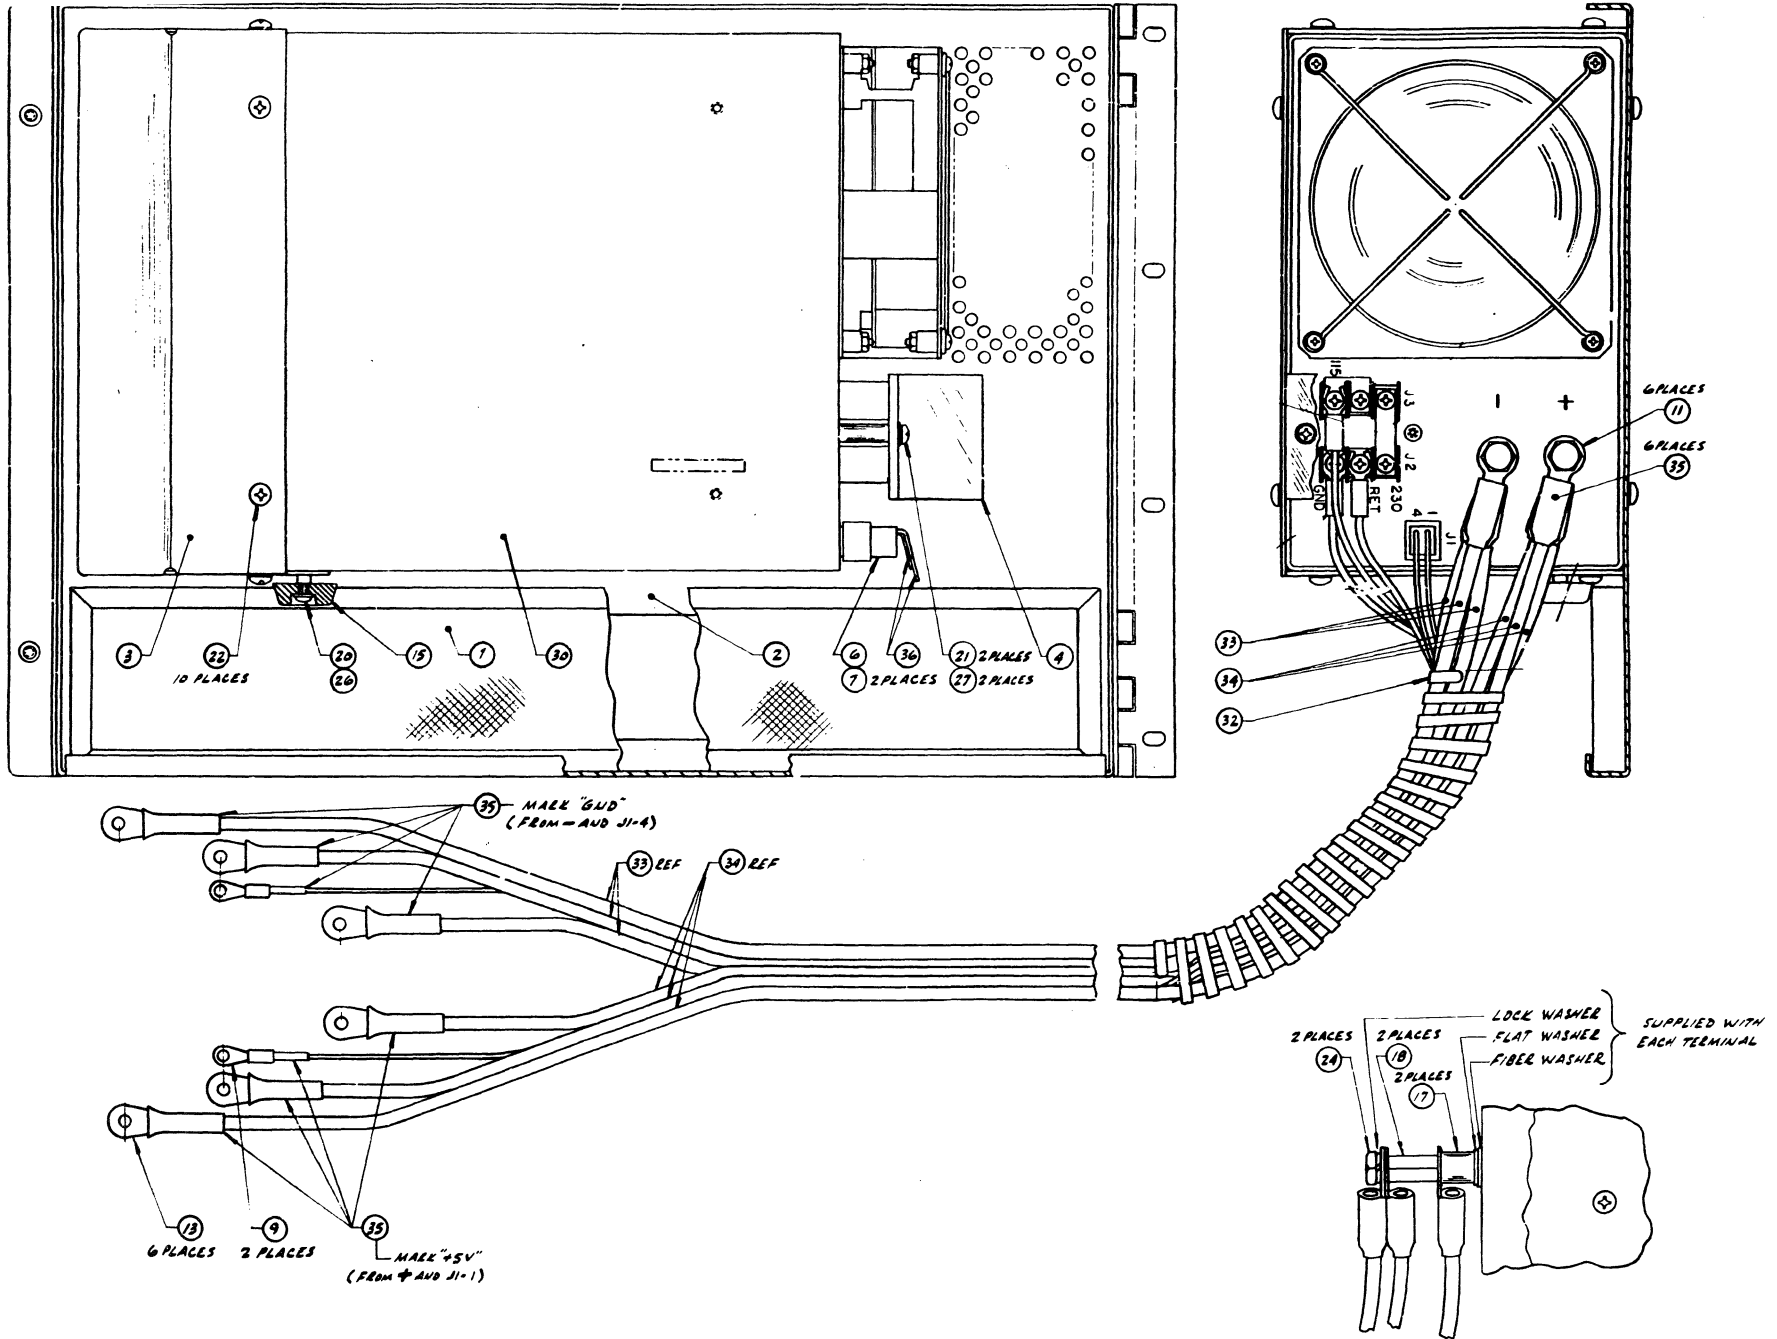 3
22
10 PLACES
20
26
15
1
30
2
6
7 2 PLACES
36
21 2 PLACES
27 2 PLACES
4
115
J3
J2
GND
RET
230
4 1
J1
-
+
6 PLACES
11
6 PLACES
35
33
34
32
35 MARK "GND"
(FROM - AND J1-4)
33 REF
34 REF
13
6 PLACES
9
2 PLACES
35
MARK "+5V"
(FROM + AND J1-1)
LOCK WASHER
FLAT WASHER
FIBER WASHER
SUPPLIED WITH
EACH TERMINAL
2 PLACES
24
2 PLACES
18
2 PLACES
17